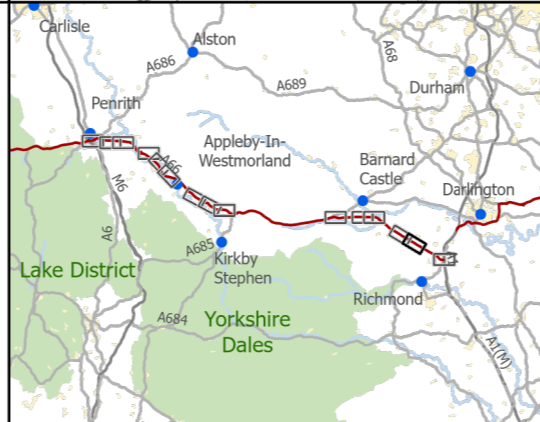 Carlisle
Alston
A686
A68
A689
Durham
Penrith
Appleby-In-
Westmorland
A66
Barnard
Castle
Darlington
M6
A6
A685
Lake District
Kirkby
Stephen
Richmond
A684
Yorkshire
Dales
A1(M)